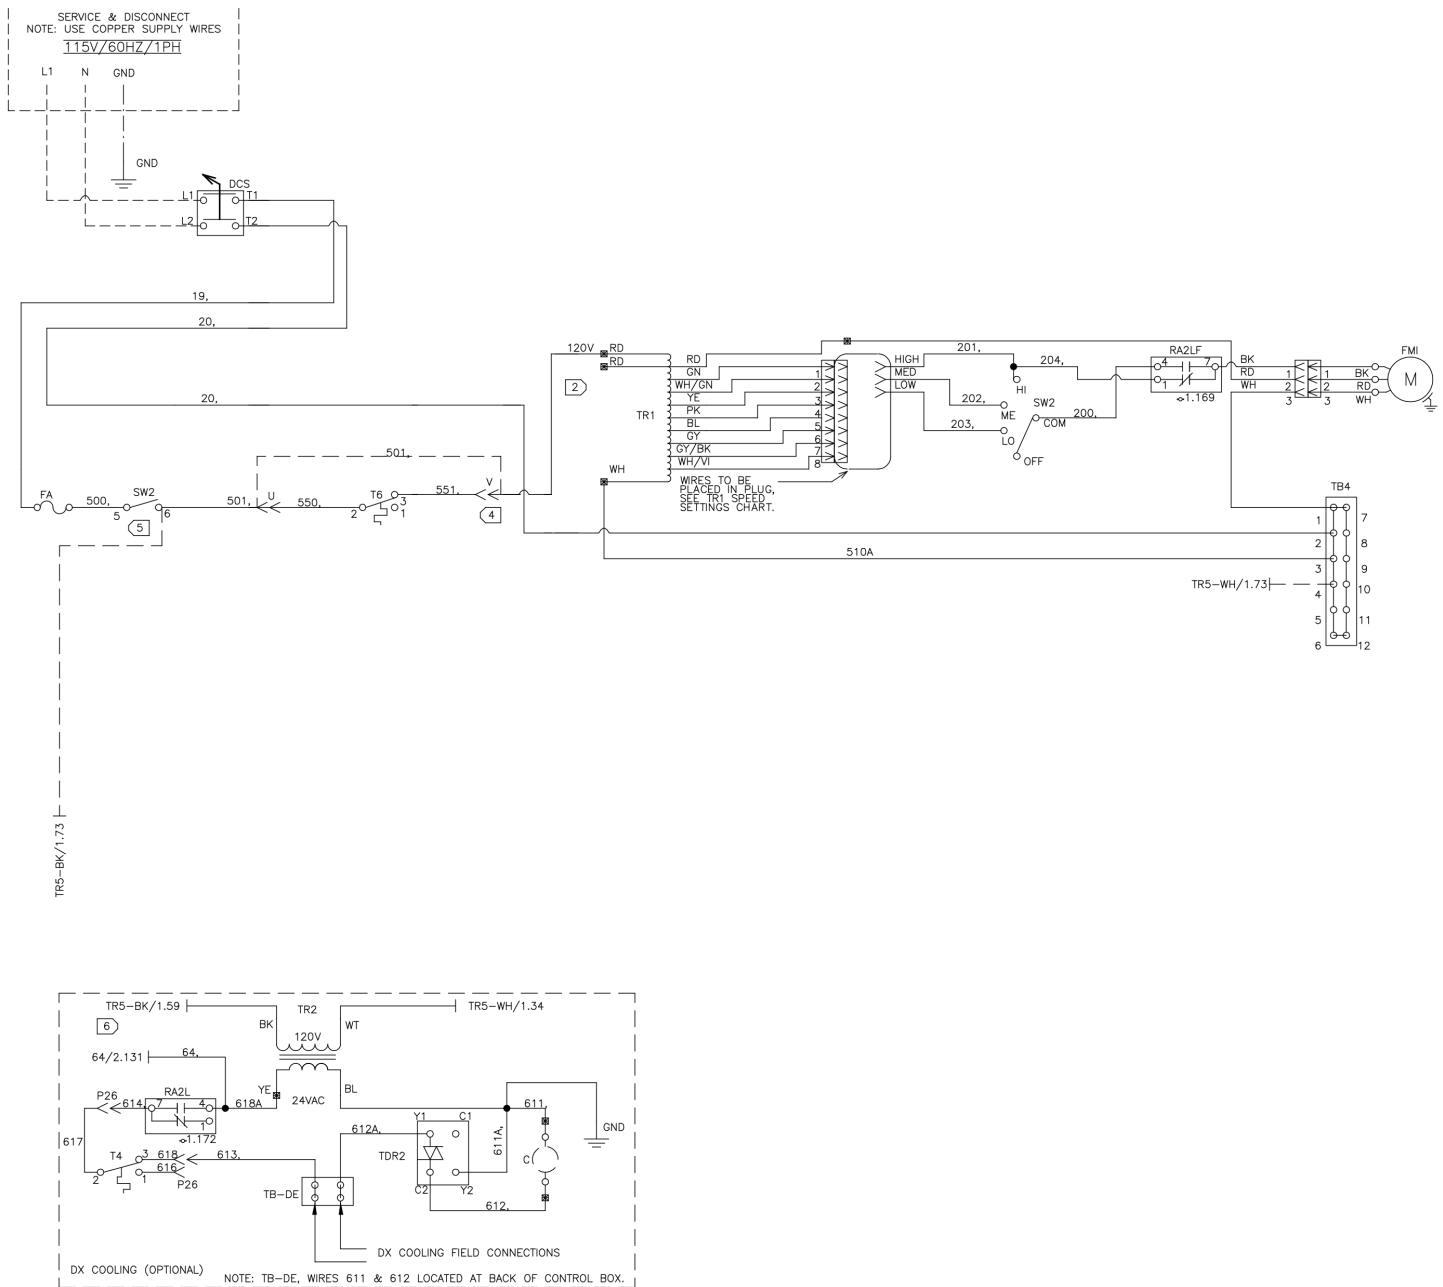 SERVICE & DISCONNECT
NOTE: USE COPPER SUPPLY WIRES
115V/60HZ/1PH
L1 N GND
GND
DCS
L1 T1
L2 T2
19,
20,
20,
120V RD
RD
2
TR1
WH
RD
GN
WH/GN
YE
PK
BL
GY
GY/BK
WH/VI
1
2
3
4
5
6
7
8
WIRES TO BE
PLACED IN PLUG,
SEE TR1 SPEED
SETTINGS CHART.
HIGH
MED
LOW
201,
202,
203,
204,
HI
ME
LO
OFF
SW2
COM
200,
RA2LF
4 7
1
⬦1.169
BK
RD
WH
1
2
3
1
2
3
BK
RD
WH
FMI
M
501,
FA
500,
SW2
5 6
5
501,
U
550,
T6
2
3
1
551,
V
4
510A
TR5-WH/1.73
TB4
1 7
2 8
3 9
4 10
5 11
6 12
TR5-BK/1.73
TR5-BK/1.59
TR2
TR5-WH/1.34
6
BK
WT
120V
64/2.131
64,
YE
BL
24VAC
P26
614,
RA2L
7 4
1
618A
⬦1.172
617
T4
2
3
1
618
616
613,
P26
TB-DE
612A,
Y1 C1
TDR2
C2 Y2
611A,
611,
C
612,
GND
DX COOLING FIELD CONNECTIONS
DX COOLING (OPTIONAL)
NOTE: TB-DE, WIRES 611 & 612 LOCATED AT BACK OF CONTROL BOX.